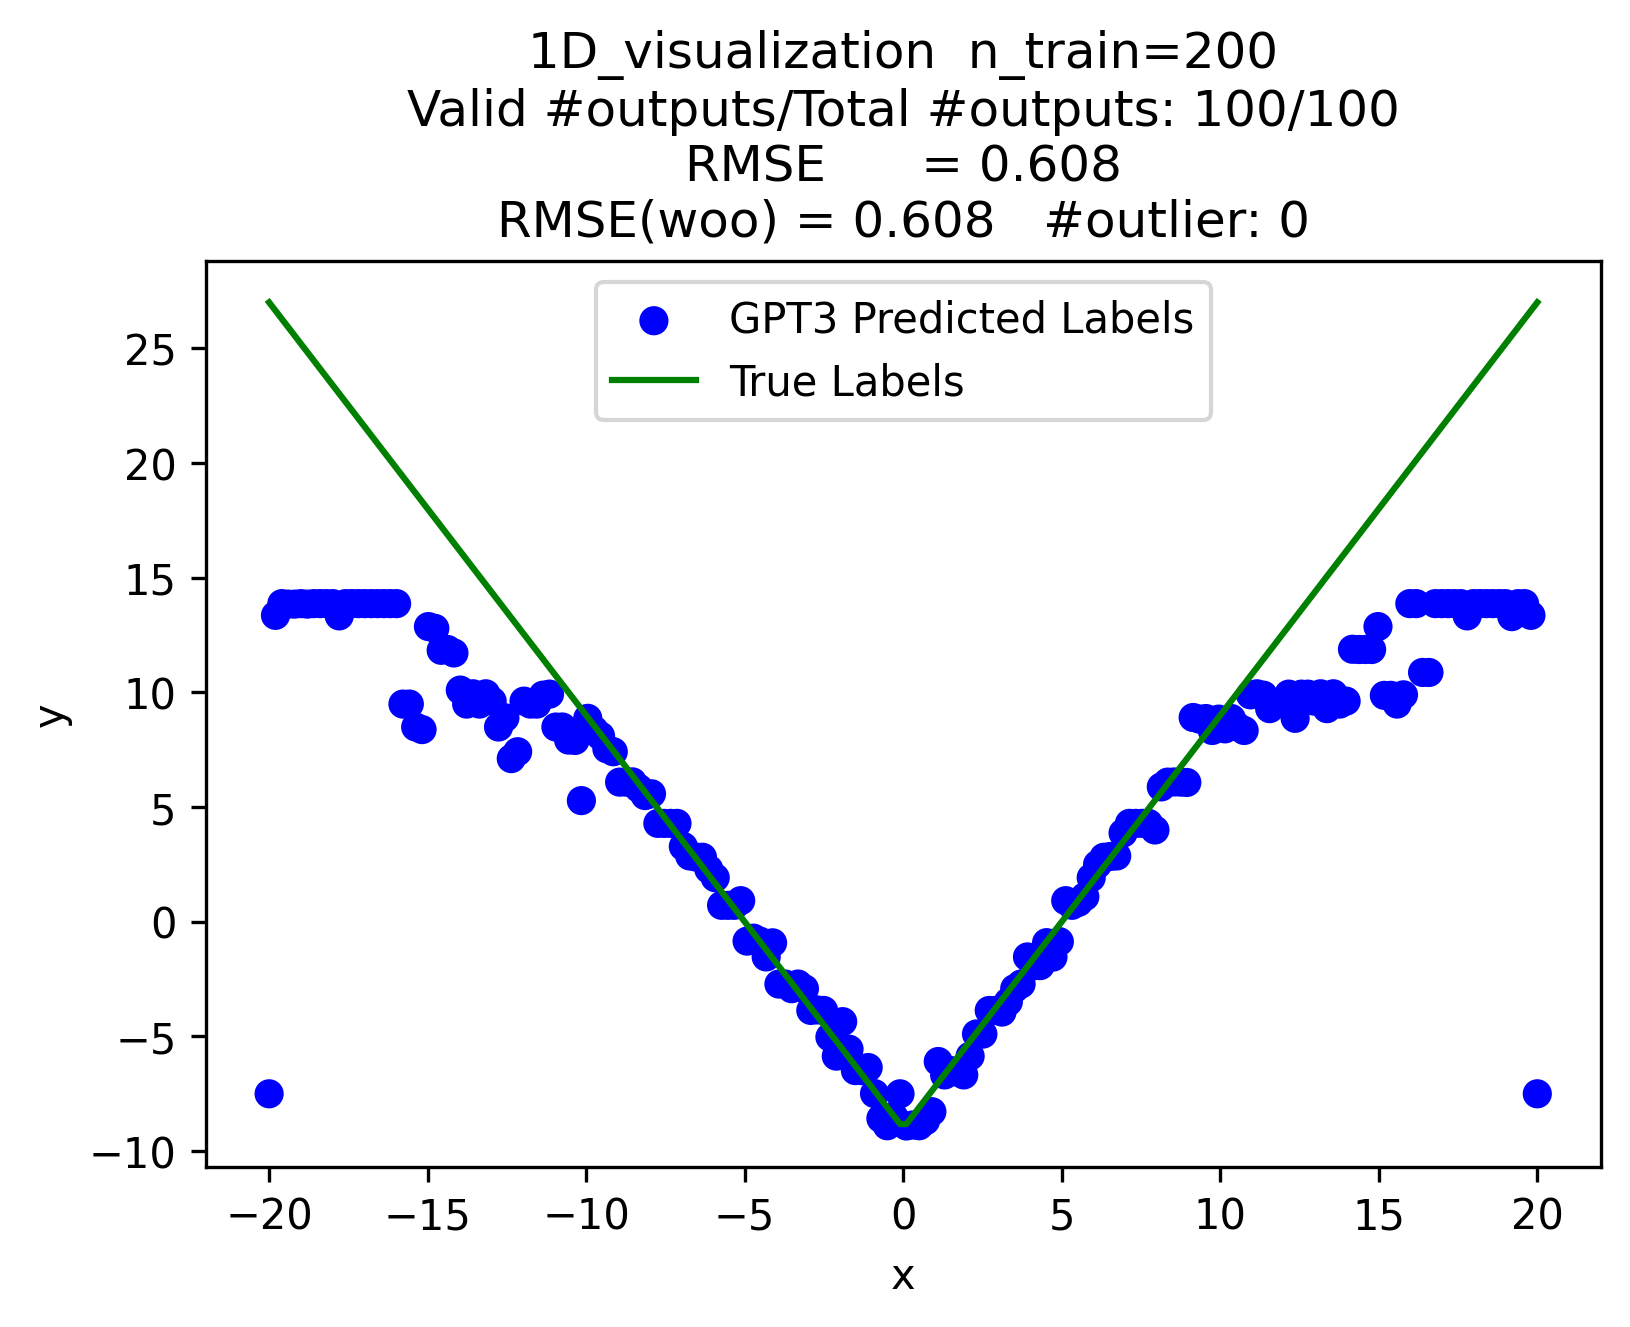 1D_visualization  n_train=200
Valid #outputs/Total #outputs: 100/100
RMSE      = 0.608
RMSE(woo) = 0.608   #outlier: 0
GPT3 Predicted Labels
True Labels
25
20
15
10
5
0
−5
−10
y
−20
−15
−10
−5
0
5
10
15
20
x